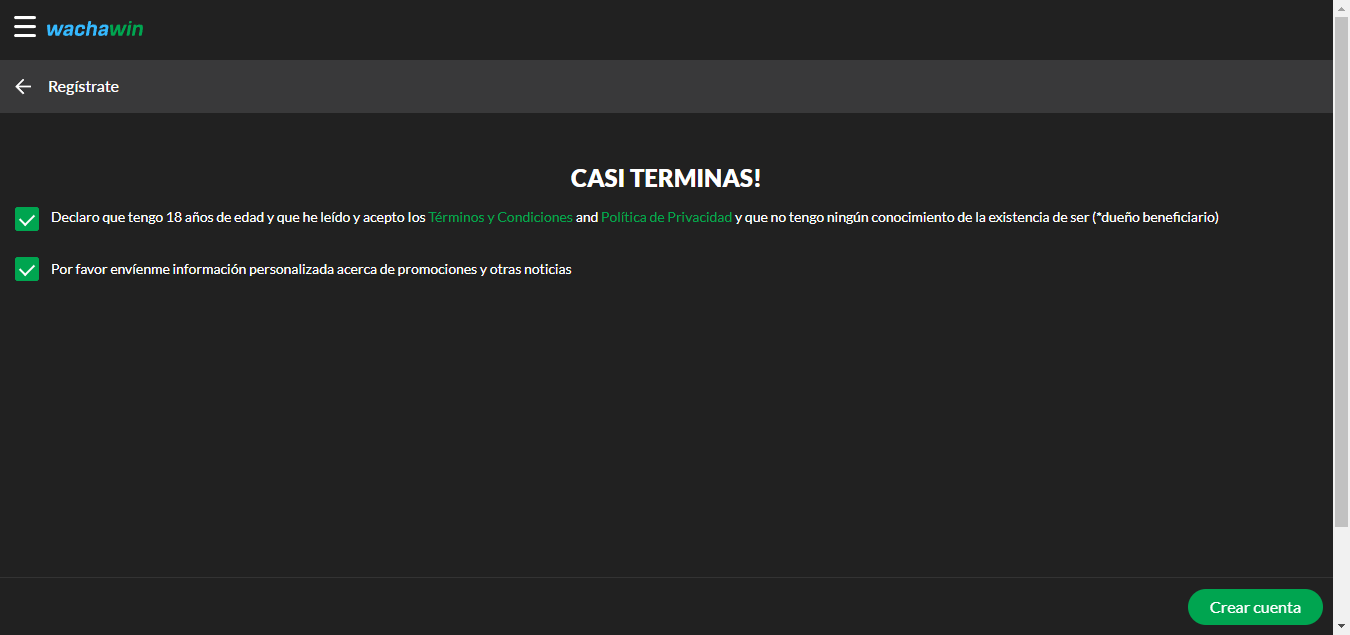 wachawin
Regístrate
CASI TERMINAS!
Declaro que tengo 18 años de edad y que he leído y acepto los Términos y Condiciones and Política de Privacidad y que no tengo ningún conocimiento de la existencia de ser (*dueño beneficiario)
Por favor envíenme información personalizada acerca de promociones y otras noticias
Crear cuenta